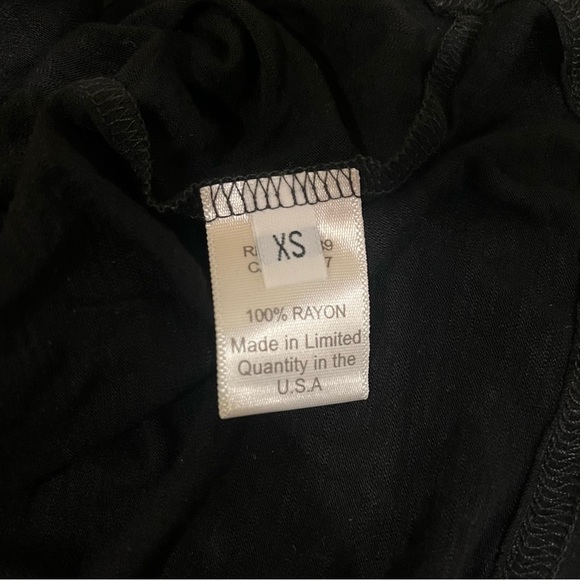 XS
100% RAYON
Made in Limited
Quantity in the
U.S.A